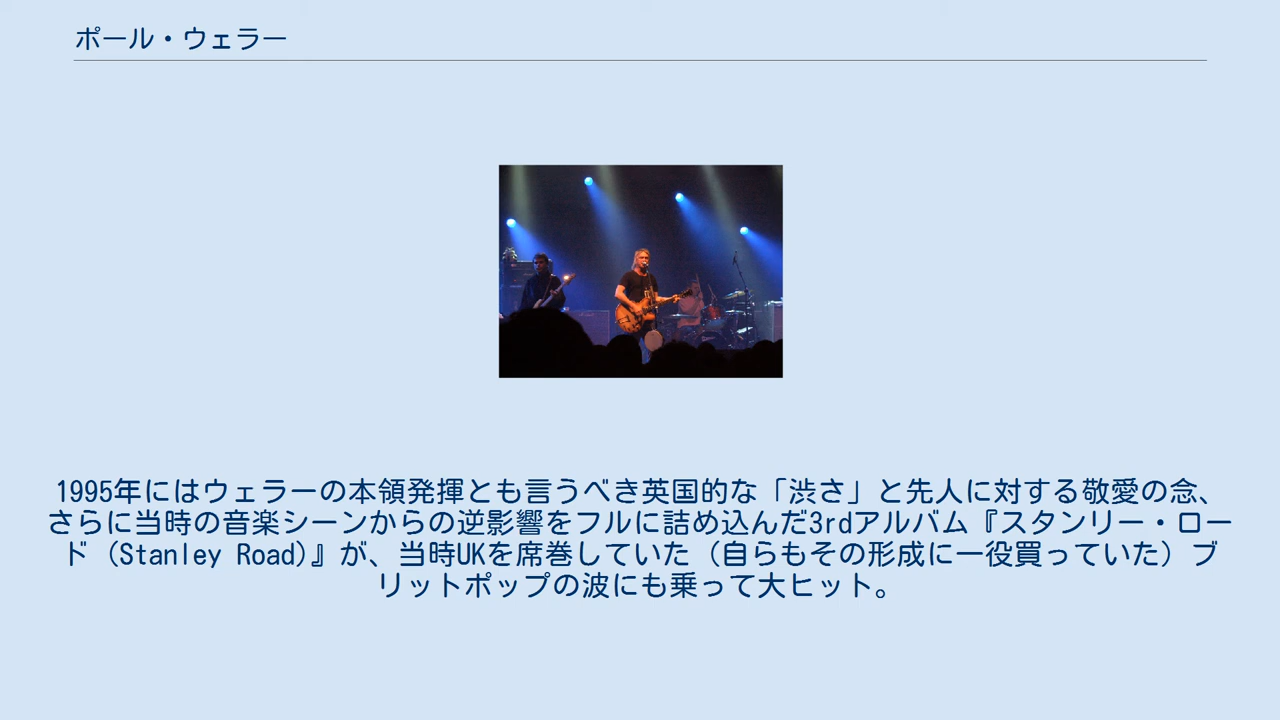 ポール・ウェラー
1995年にはウェラーの本領発揮とも言うべき英国的な「渋さ」と先人に対する敬愛の念、
さらに当時の音楽シーンからの逆影響をフルに詰め込んだ3rdアルバム『スタンリー・ロー
ド（Stanley Road)』が、当時UKを席巻していた（自らもその形成に一役買っていた）ブ
リットポップの波にも乗って大ヒット。